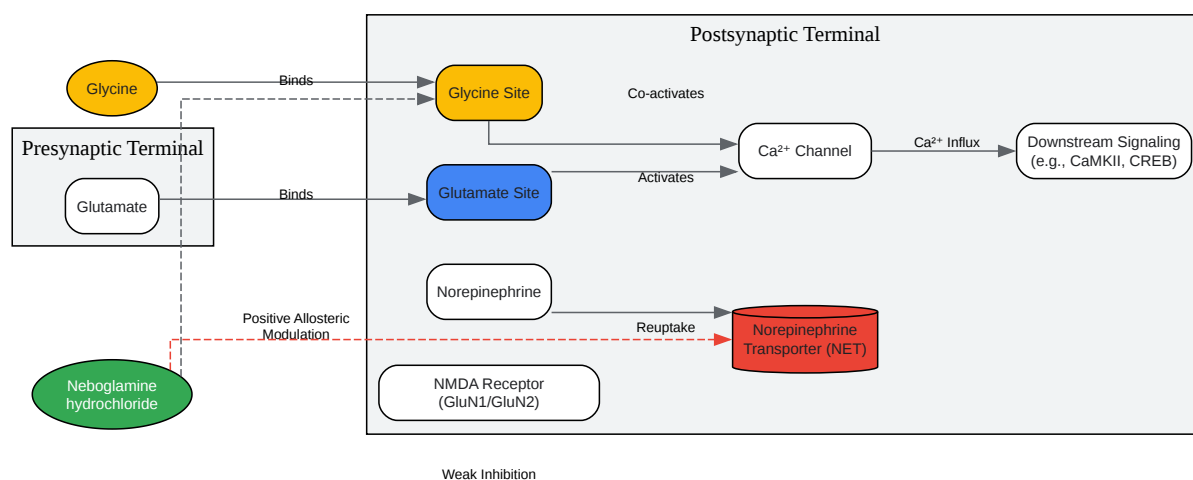 Postsynaptic Terminal
Glycine
Binds
Glycine Site
Co-activates
Presynaptic Terminal
Ca²⁺ Channel
Ca²⁺ Influx
Downstream Signaling
(e.g., CaMKII, CREB)
Glutamate
Binds
Glutamate Site
Activates
Norepinephrine
Positive Allosteric
Modulation
Reuptake
Norepinephrine
Transporter (NET)
Neboglamine
hydrochloride
NMDA Receptor
(GluN1/GluN2)
Weak Inhibition